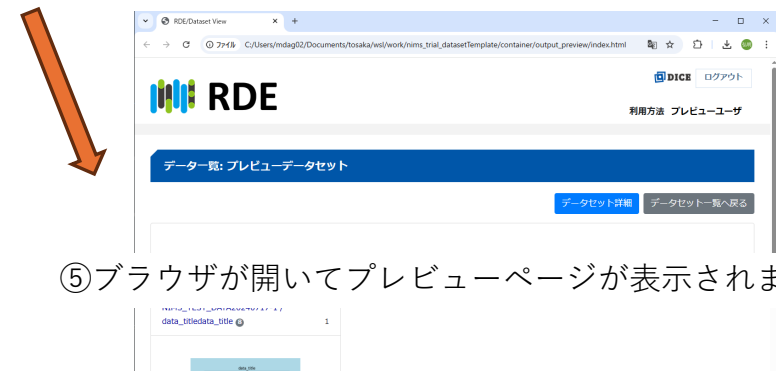 RDE/Dataset View
ファイル C:/Users/mdag02/Documents/tosaka/wsl/work/nims_trial_datasetTemplate/container/output_preview/index.html
RDE
DICE ログアウト
利用方法 プレビューユーザ
データ一覧: プレビューデータセット
データセット詳細 データセット一覧へ戻る
⑤ブラウザが開いてプレビューページが表示されま
data_titledata_title 1
data_title